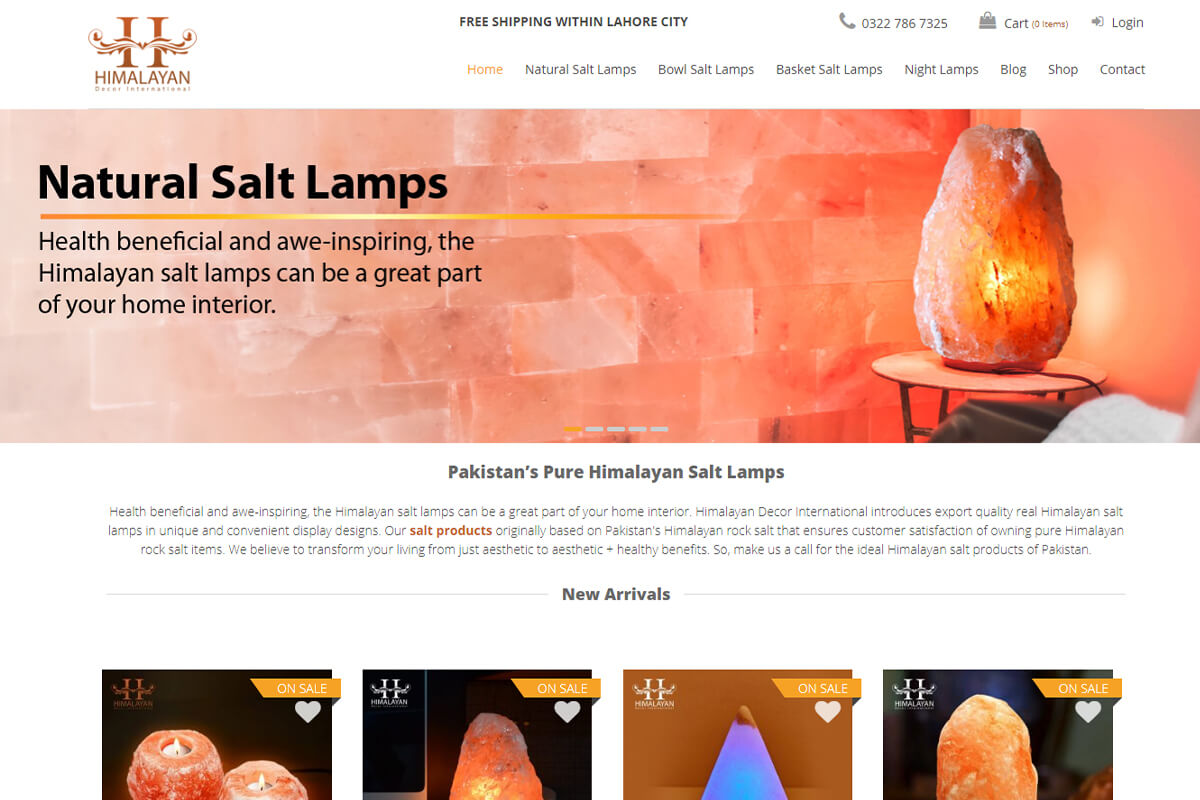 HIMALAYAN
Decor International
FREE SHIPPING WITHIN LAHORE CITY
0322 786 7325
Cart (0 Items)
Login
Home Natural Salt Lamps Bowl Salt Lamps Basket Salt Lamps Night Lamps Blog Shop Contact
Natural Salt Lamps
Health beneficial and awe-inspiring, the
Himalayan salt lamps can be a great part
of your home interior.
Pakistan’s Pure Himalayan Salt Lamps
Health beneficial and awe-inspiring, the Himalayan salt lamps can be a great part of your home interior. Himalayan Decor International introduces export quality real Himalayan salt
lamps in unique and convenient display designs. Our salt products originally based on Pakistan's Himalayan rock salt that ensures customer satisfaction of owning pure Himalayan
rock salt items. We believe to transform your living from just aesthetic to aesthetic + healthy benefits. So, make us a call for the ideal Himalayan salt products of Pakistan.
New Arrivals
HIMALAYAN
ON SALE
HIMALAYAN
ON SALE
HIMALAYAN
ON SALE
HIMALAYAN
ON SALE